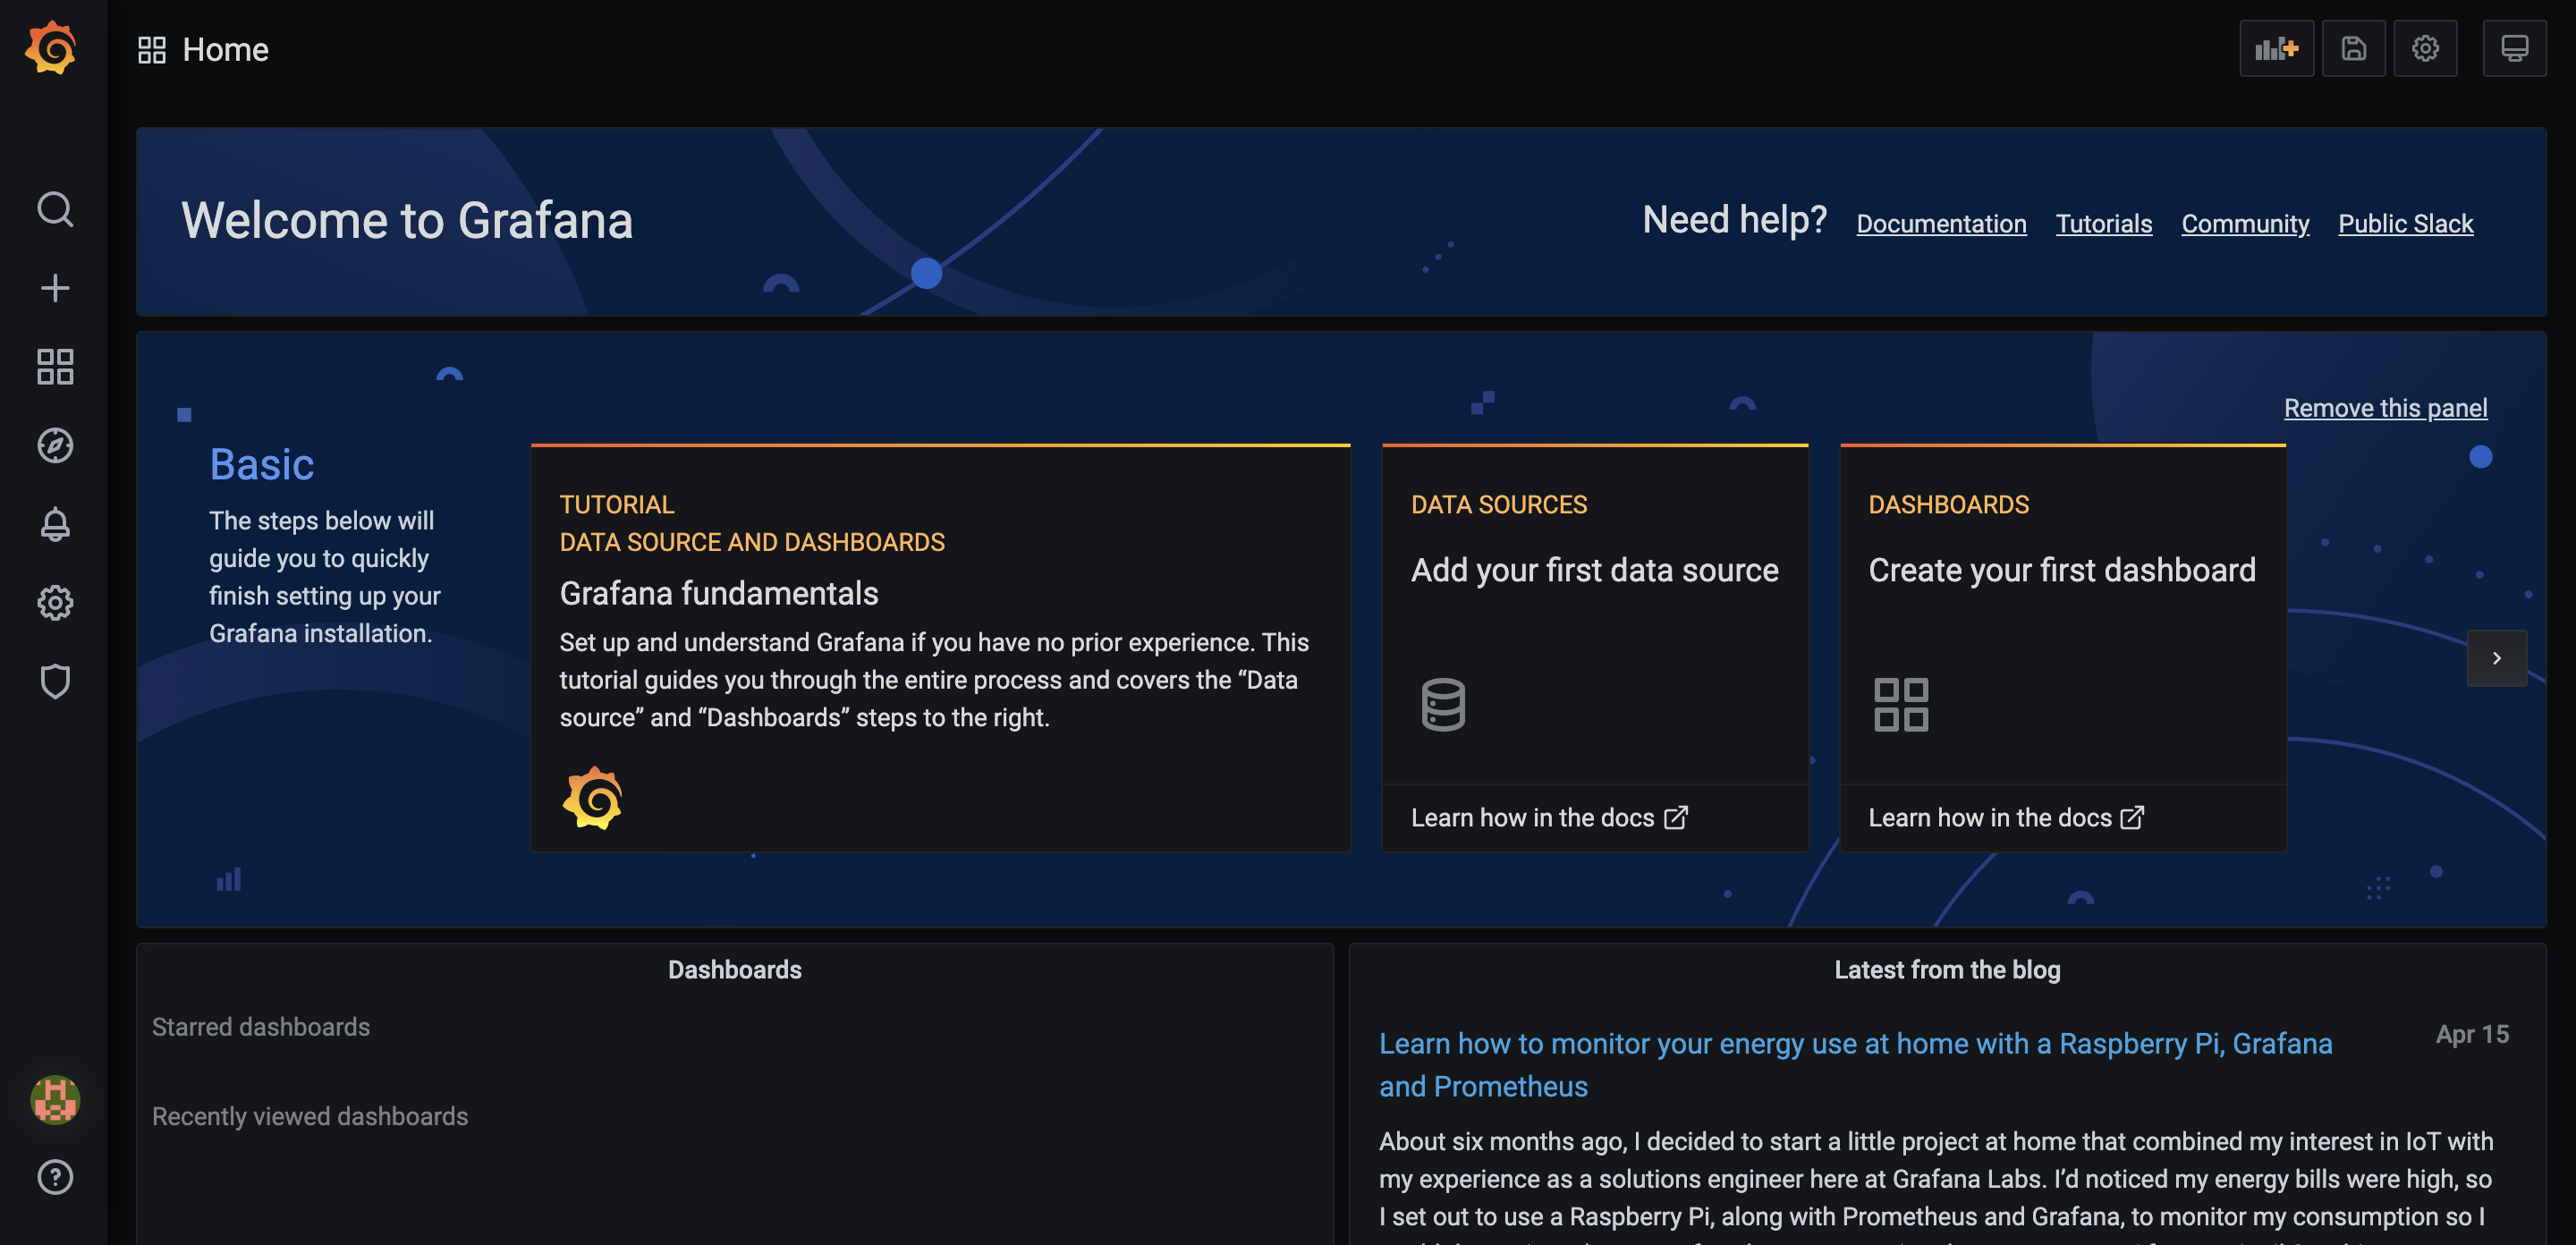 Home
Welcome to Grafana
Need help? Documentation Tutorials Community Public Slack
Remove this panel
Basic
The steps below will
guide you to quickly
finish setting up your
Grafana installation.
TUTORIAL
DATA SOURCE AND DASHBOARDS
Grafana fundamentals
Set up and understand Grafana if you have no prior experience. This
tutorial guides you through the entire process and covers the “Data
source” and “Dashboards” steps to the right.
DATA SOURCES
Add your first data source
Learn how in the docs
DASHBOARDS
Create your first dashboard
Learn how in the docs
Dashboards
Starred dashboards
Recently viewed dashboards
Latest from the blog
Learn how to monitor your energy use at home with a Raspberry Pi, Grafana
and Prometheus
Apr 15
About six months ago, I decided to start a little project at home that combined my interest in IoT with
my experience as a solutions engineer here at Grafana Labs. I’d noticed my energy bills were high, so
I set out to use a Raspberry Pi, along with Prometheus and Grafana, to monitor my consumption so I